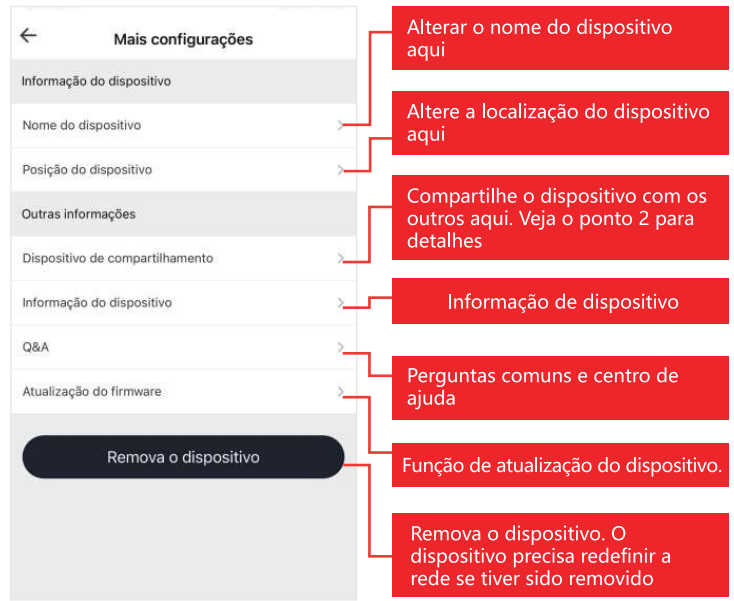 Mais configurações
Informação do dispositivo
Nome do dispositivo
Posição do dispositivo
Outras informações
Dispositivo de compartilhamento
Informação do dispositivo
Q&A
Atualização do firmware
Remova o dispositivo
Alterar o nome do dispositivo
aqui
Altere a localização do dispositivo
aqui
Compartilhe o dispositivo com os
outros aqui. Veja o ponto 2 para
detalhes
Informação de dispositivo
Perguntas comuns e centro de
ajuda
Função de atualização do dispositivo.
Remova o dispositivo. O
dispositivo precisa redefinir a
rede se tiver sido removido